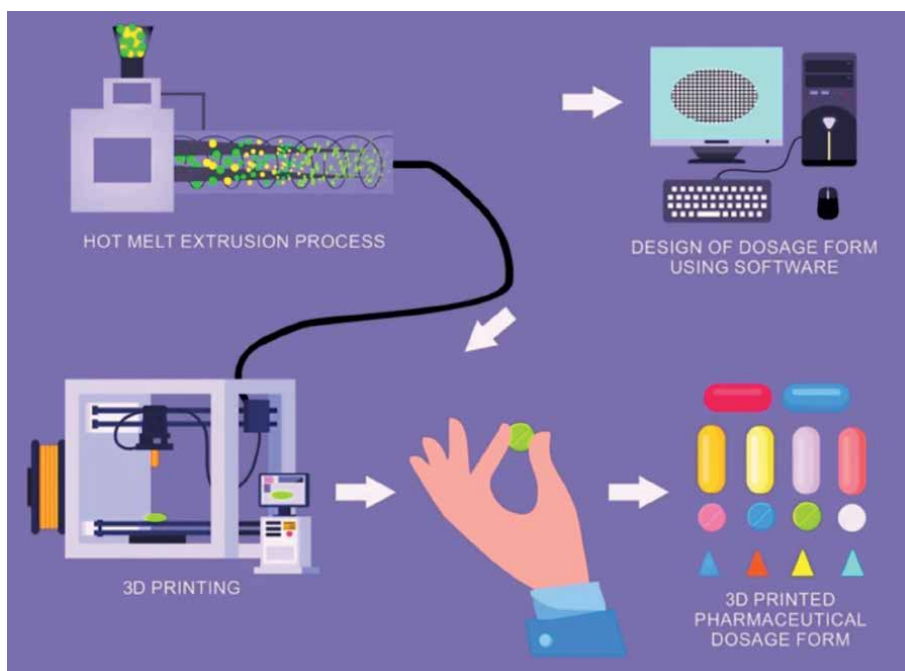 HOT MELT EXTRUSION PROCESS
DESIGN OF DOSAGE FORM
USING SOFTWARE
3D PRINTING
3D PRINTED
PHARMACEUTICAL
DOSAGE FORM